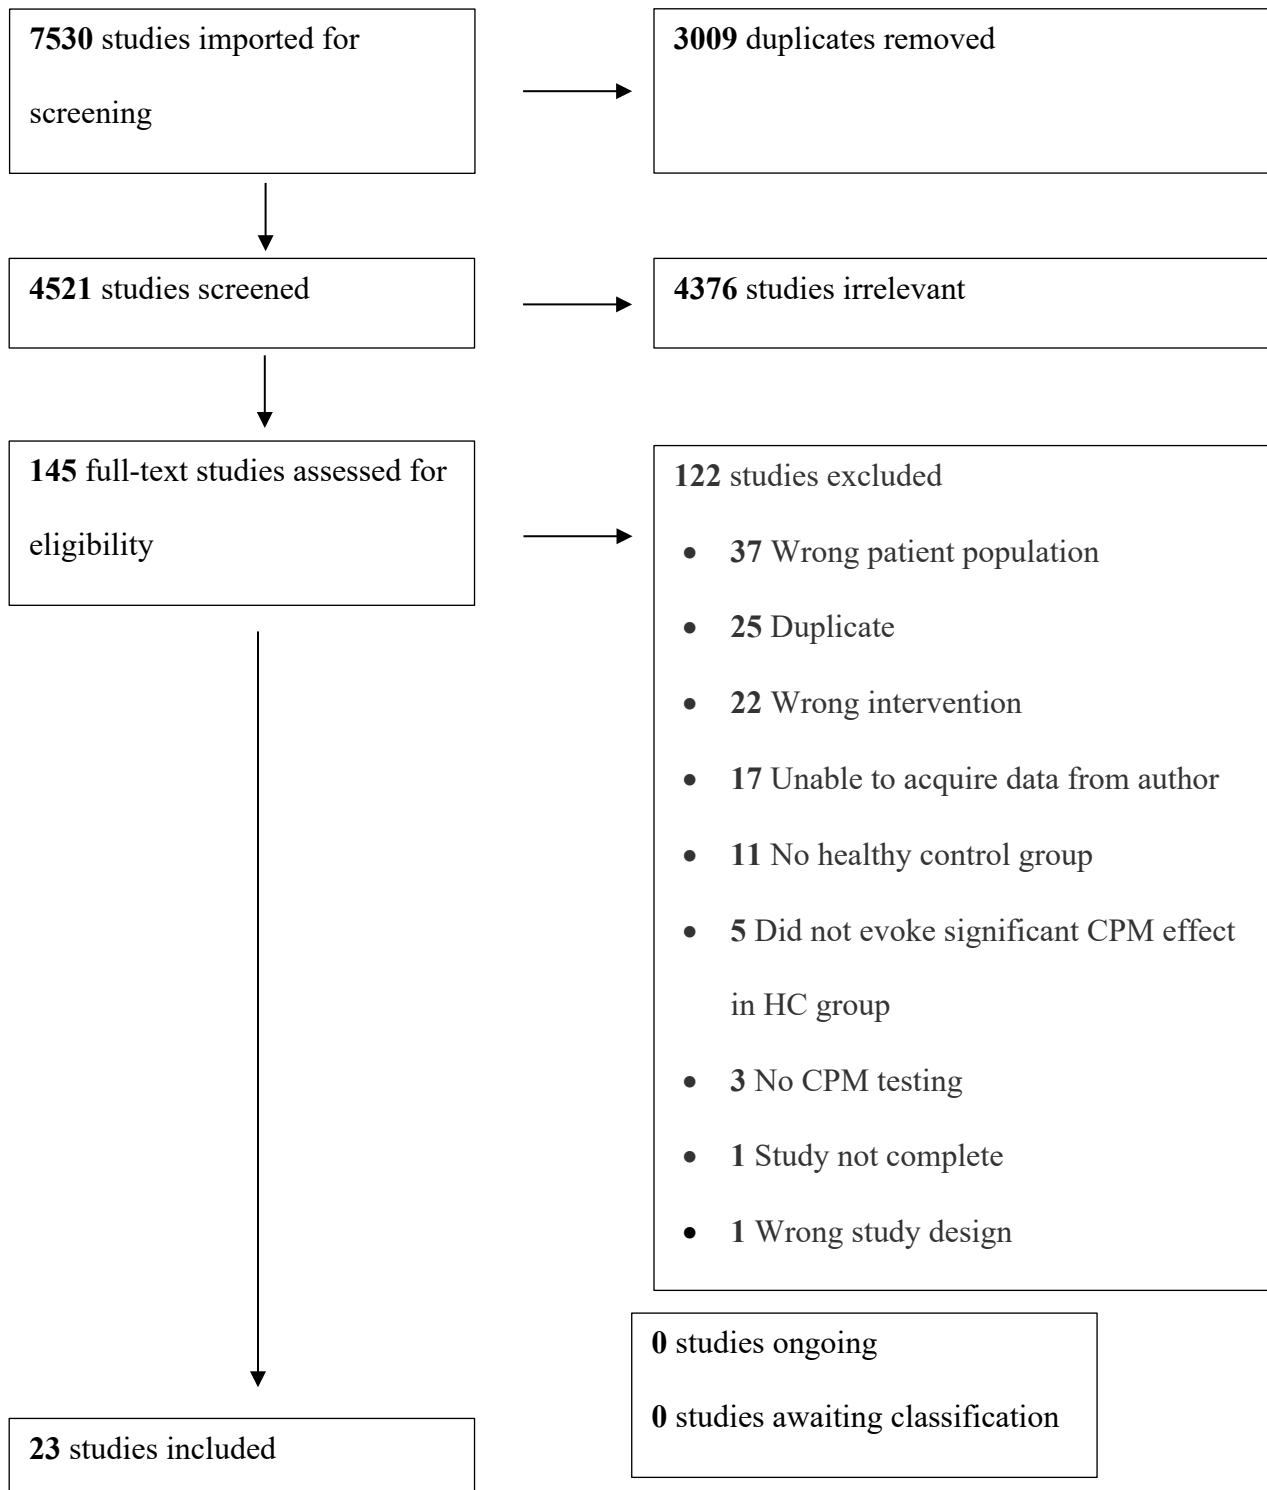 7530 studies imported for
screening
3009 duplicates removed
4521 studies screened
4376 studies irrelevant
145 full-text studies assessed for
eligibility
122 studies excluded
• 37 Wrong patient population
• 25 Duplicate
• 22 Wrong intervention
• 17 Unable to acquire data from author
• 11 No healthy control group
• 5 Did not evoke significant CPM effect
in HC group
• 3 No CPM testing
• 1 Study not complete
• 1 Wrong study design
0 studies ongoing
0 studies awaiting classification
23 studies included